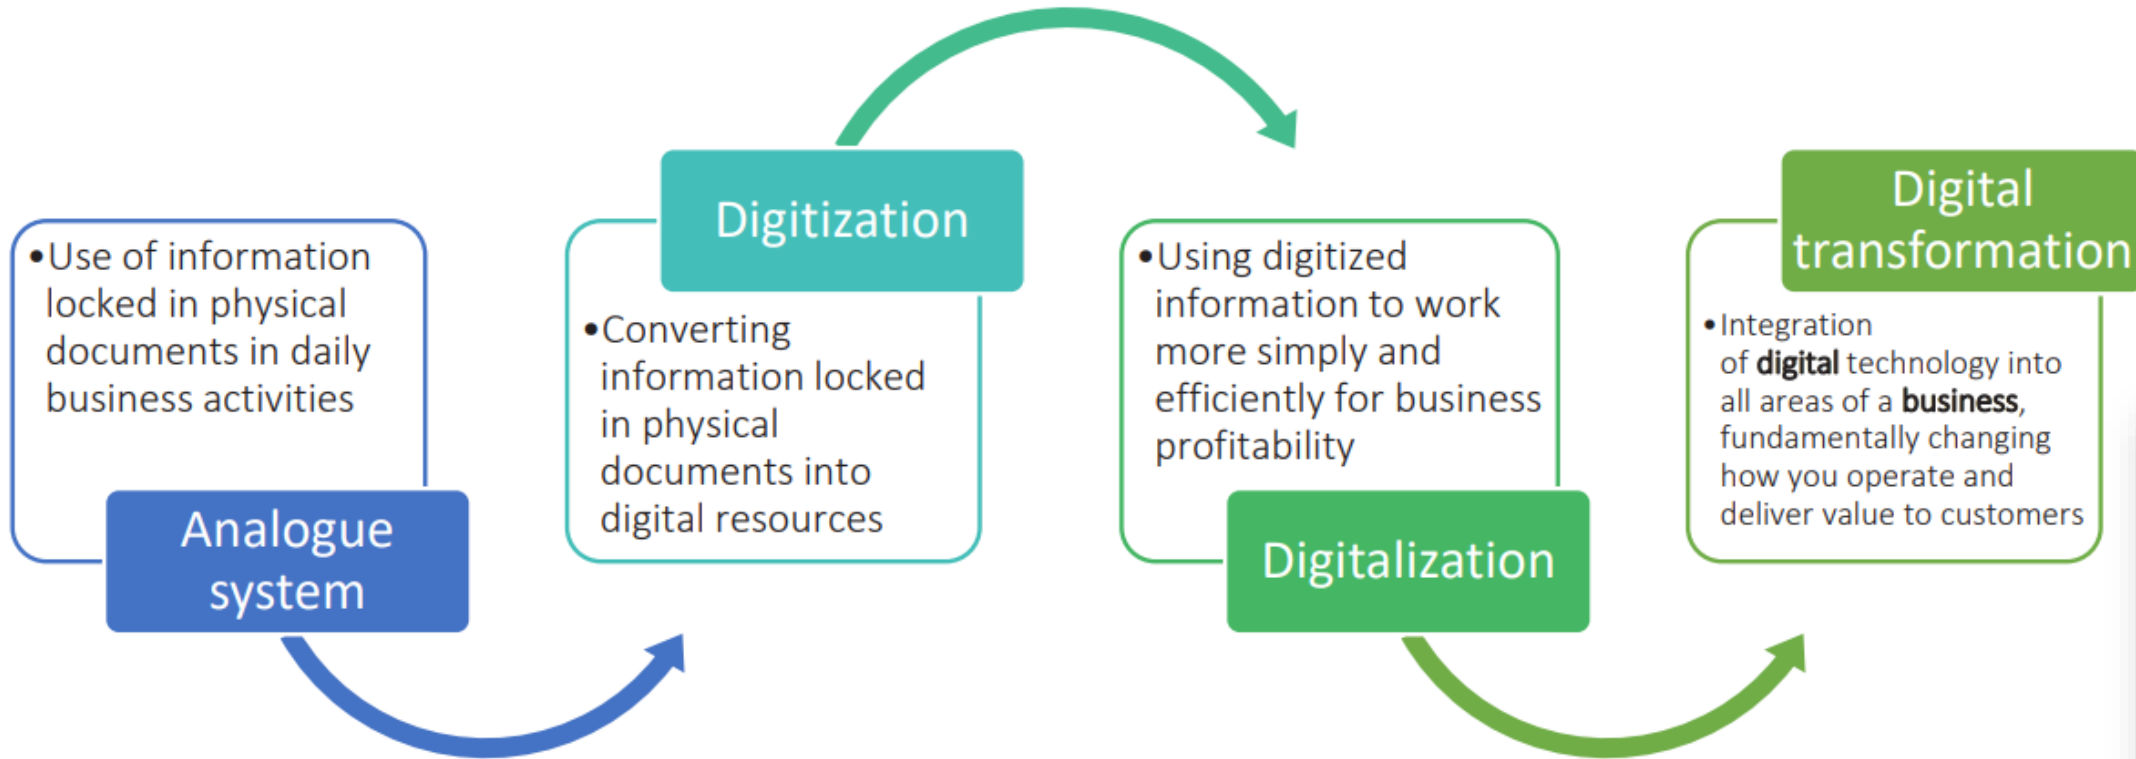 •Use of information
locked in physical
documents in daily
business activities
Analogue
system
Digitization
•Converting
information locked
in physical
documents into
digital resources
•Using digitized
information to work
more simply and
efficiently for business
profitability
Digitalization
Digital
transformation
•Integration
of digital technology into
all areas of a business,
fundamentally changing
how you operate and
deliver value to customers